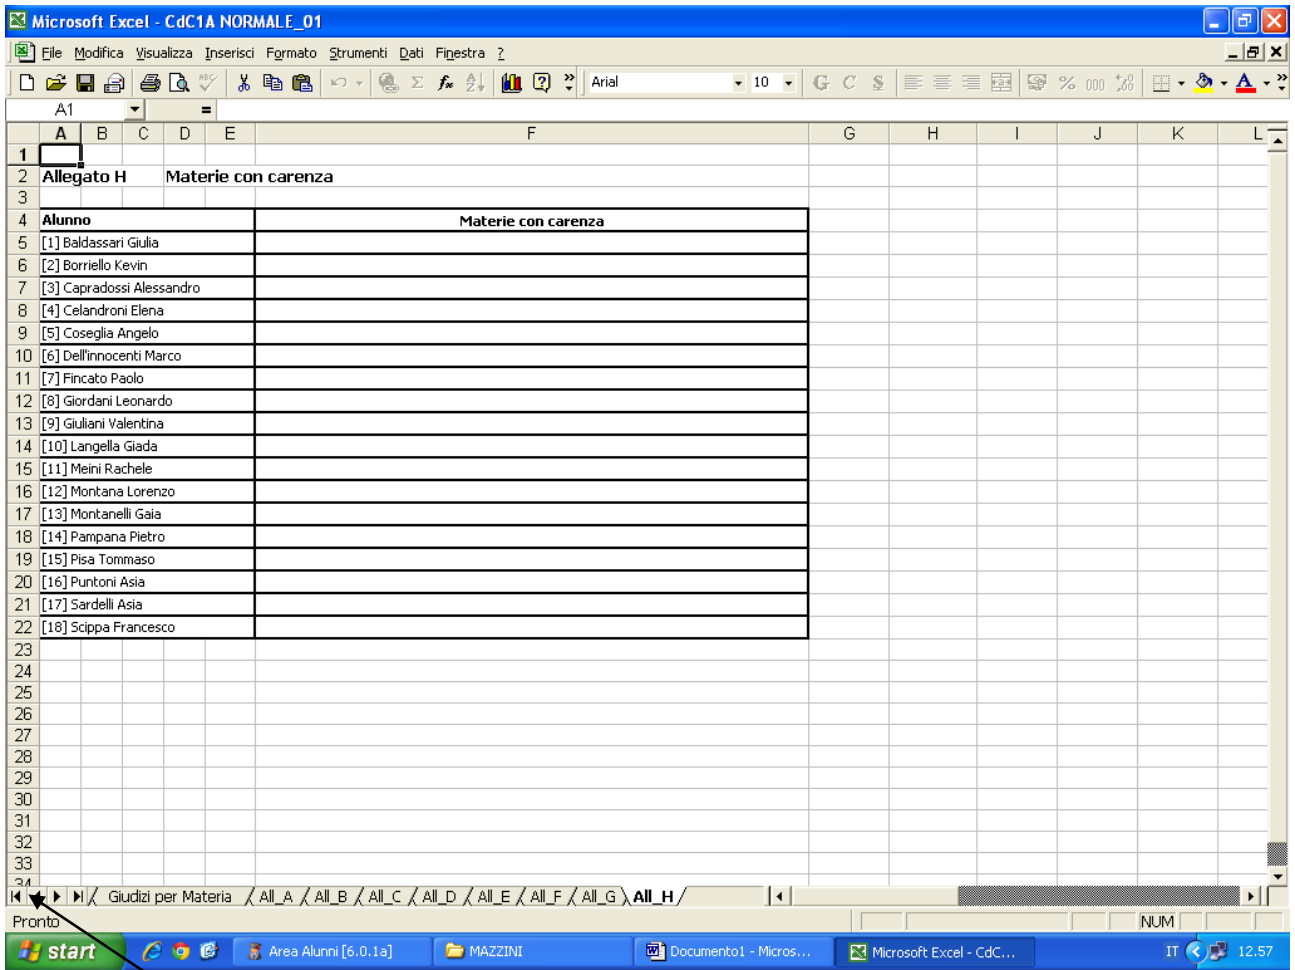 Microsoft Excel - CdC1A NORMALE_01
File Modifica Visualizza Inserisci Formato Strumenti Dati Finestra ?
Arial 10 G C S % 000
A1 =
A B C D E F G H I J K L
1
2 Allegato H Materie con carenza
3
4 Alunno Materie con carenza
5 [1] Baldassari Giulia
6 [2] Borriello Kevin
7 [3] Capradossi Alessandro
8 [4] Celandroni Elena
9 [5] Coseglia Angelo
10 [6] Dell'innocenti Marco
11 [7] Fincato Paolo
12 [8] Giordani Leonardo
13 [9] Giuliani Valentina
14 [10] Langella Giada
15 [11] Meini Rachele
16 [12] Montana Lorenzo
17 [13] Montanelli Gaia
18 [14] Pampana Pietro
19 [15] Pisa Tommaso
20 [16] Puntoni Asia
21 [17] Sardelli Asia
22 [18] Scippa Francesco
23
24
25
26
27
28
29
30
31
32
33
34
Giudizi per Materia All_A All_B All_C All_D All_E All_F All_G All_H
Pronto NUM
start Area Alunni [6.0.1a] MAZZINI Documento1 - Micros... Microsoft Excel - CdC... IT 12.57